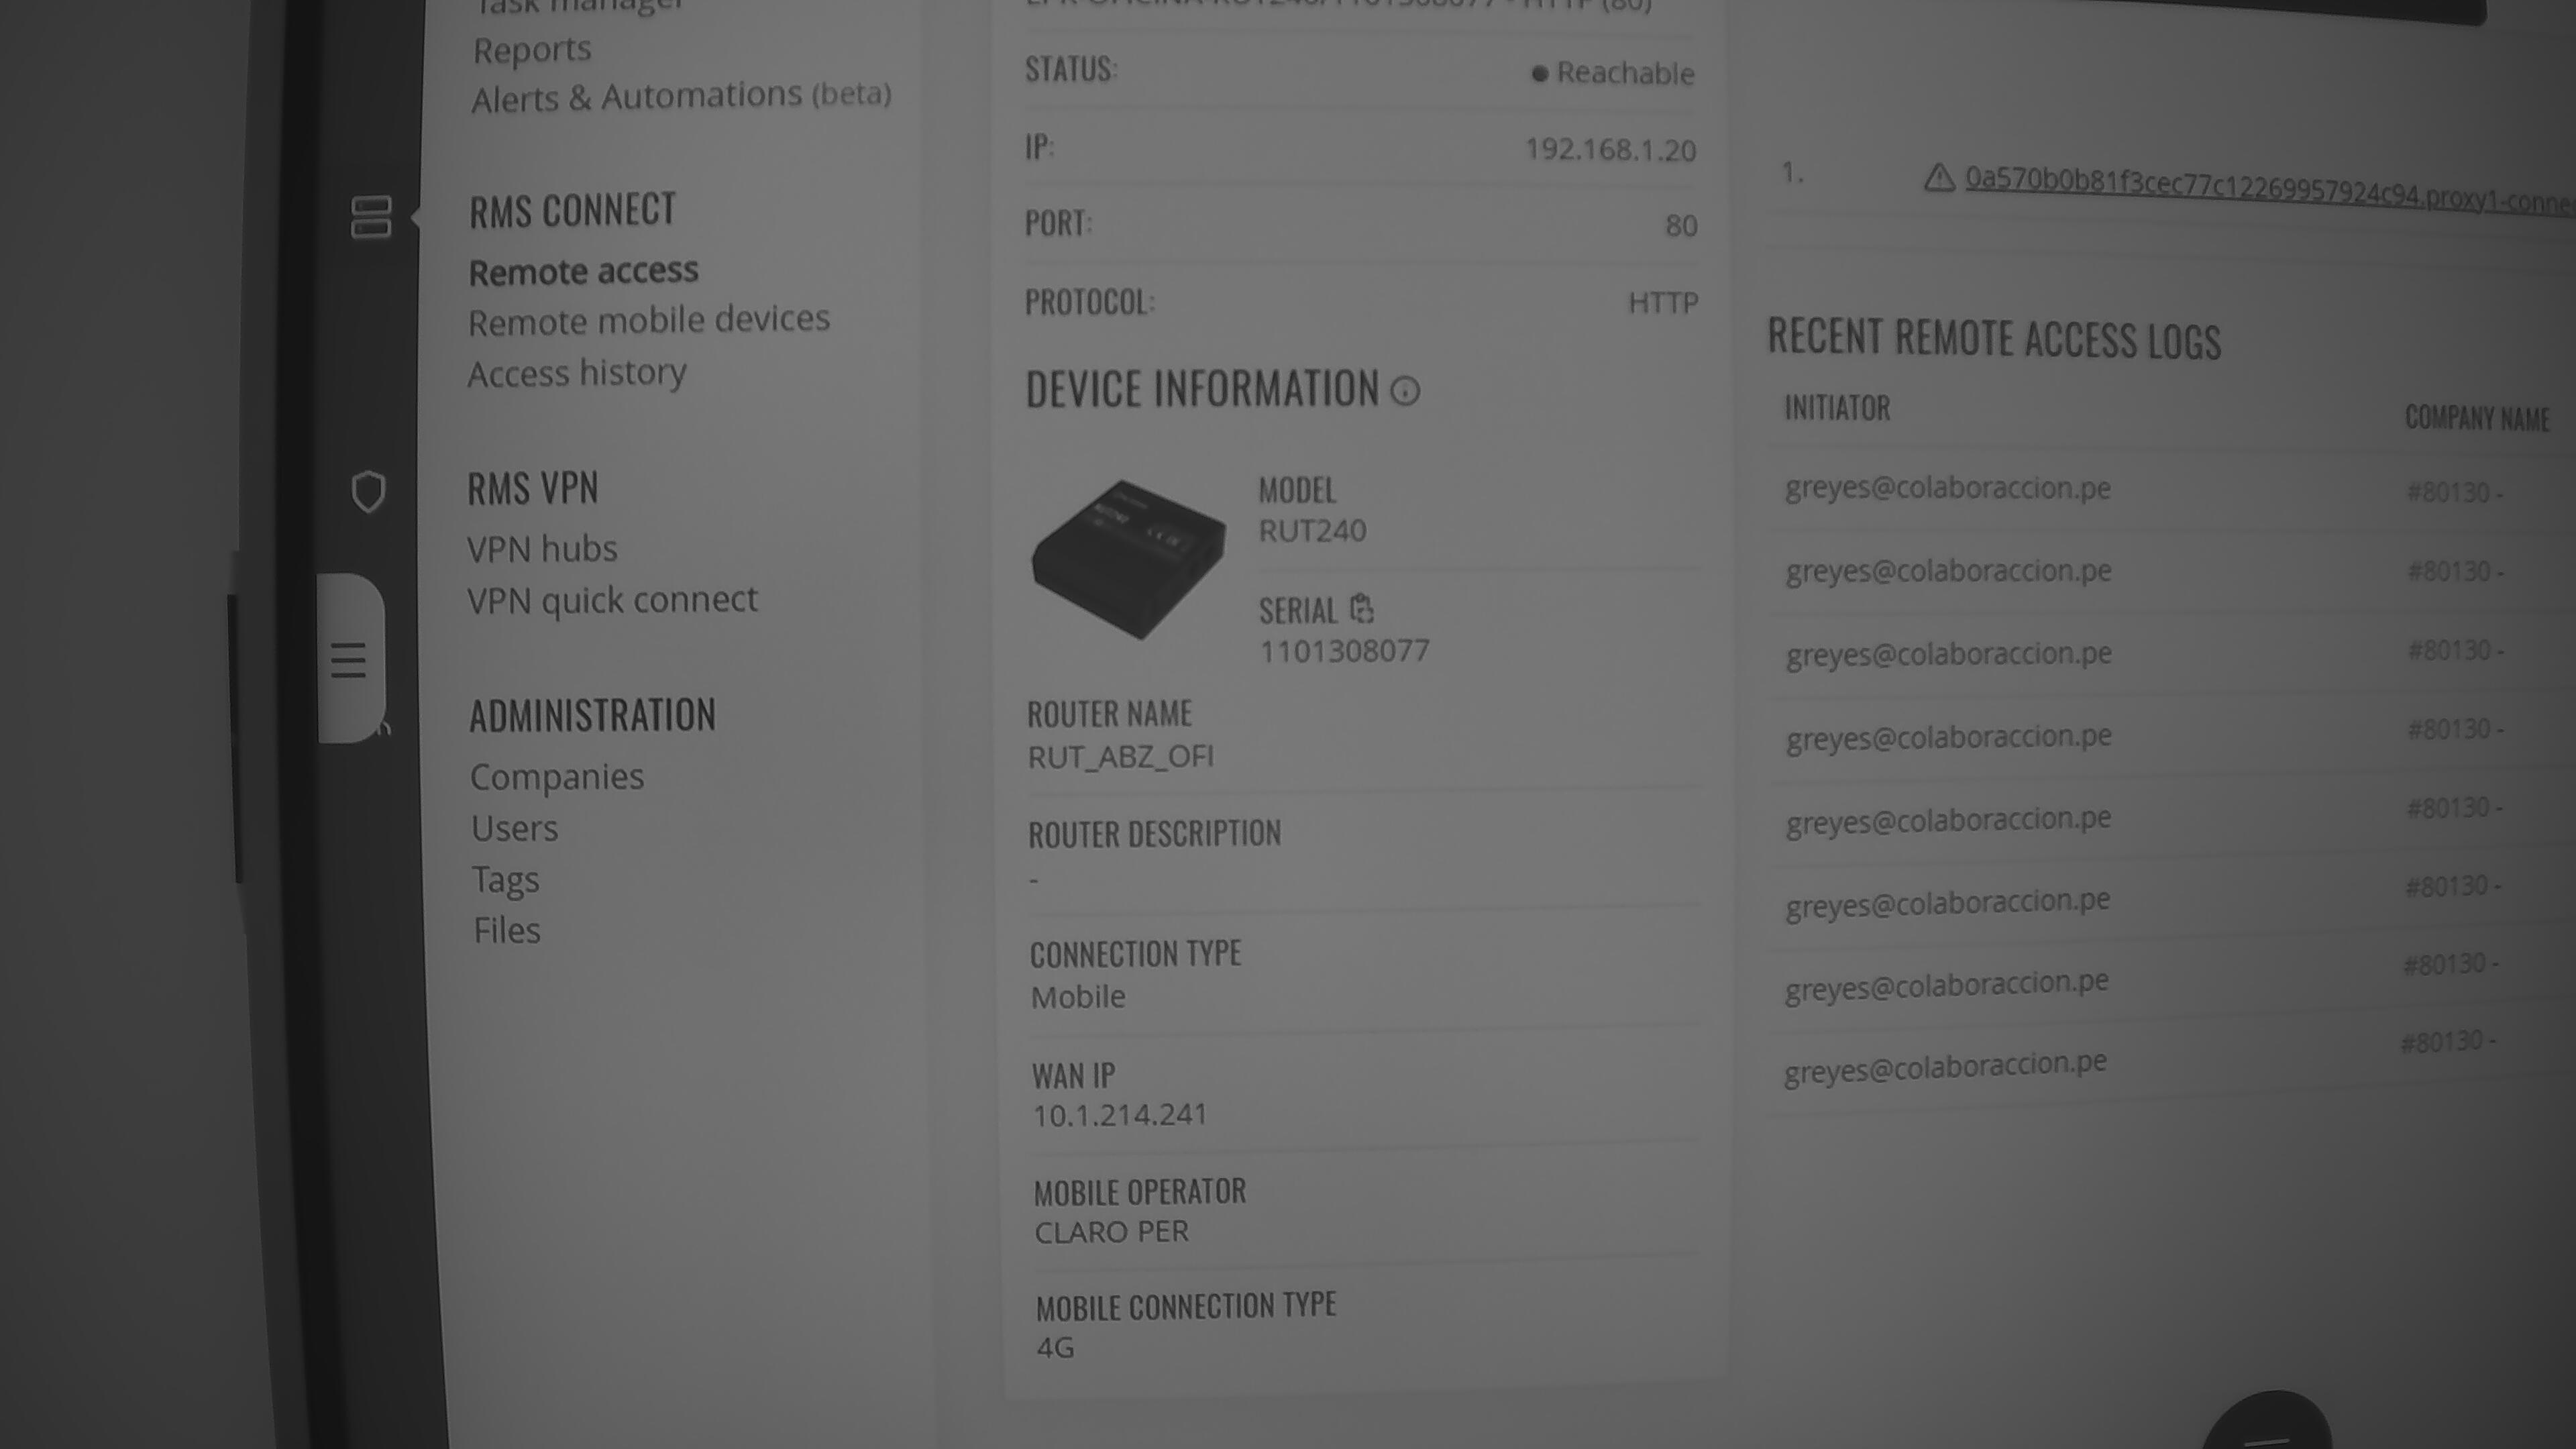 Task manager
Reports
Alerts & Automations (beta)
RMS CONNECT
Remote access
Remote mobile devices
Access history
RMS VPN
VPN hubs
VPN quick connect
ADMINISTRATION
Companies
Users
Tags
Files
STATUS:
Reachable
IP:
192.168.1.20
PORT:
80
PROTOCOL:
HTTP
DEVICE INFORMATION
MODEL
RUT240
SERIAL
1101308077
ROUTER NAME
RUT_ABZ_OFI
ROUTER DESCRIPTION
-
CONNECTION TYPE
Mobile
WAN IP
10.1.214.241
MOBILE OPERATOR
CLARO PER
MOBILE CONNECTION TYPE
4G
1. 0a570b0b81f3cec77c12269957924c94.proxy1-connec
RECENT REMOTE ACCESS LOGS
INITIATOR COMPANY NAME
greyes@colaboraccion.pe #80130 -
greyes@colaboraccion.pe #80130 -
greyes@colaboraccion.pe #80130 -
greyes@colaboraccion.pe #80130 -
greyes@colaboraccion.pe #80130 -
greyes@colaboraccion.pe #80130 -
greyes@colaboraccion.pe #80130 -
greyes@colaboraccion.pe #80130 -